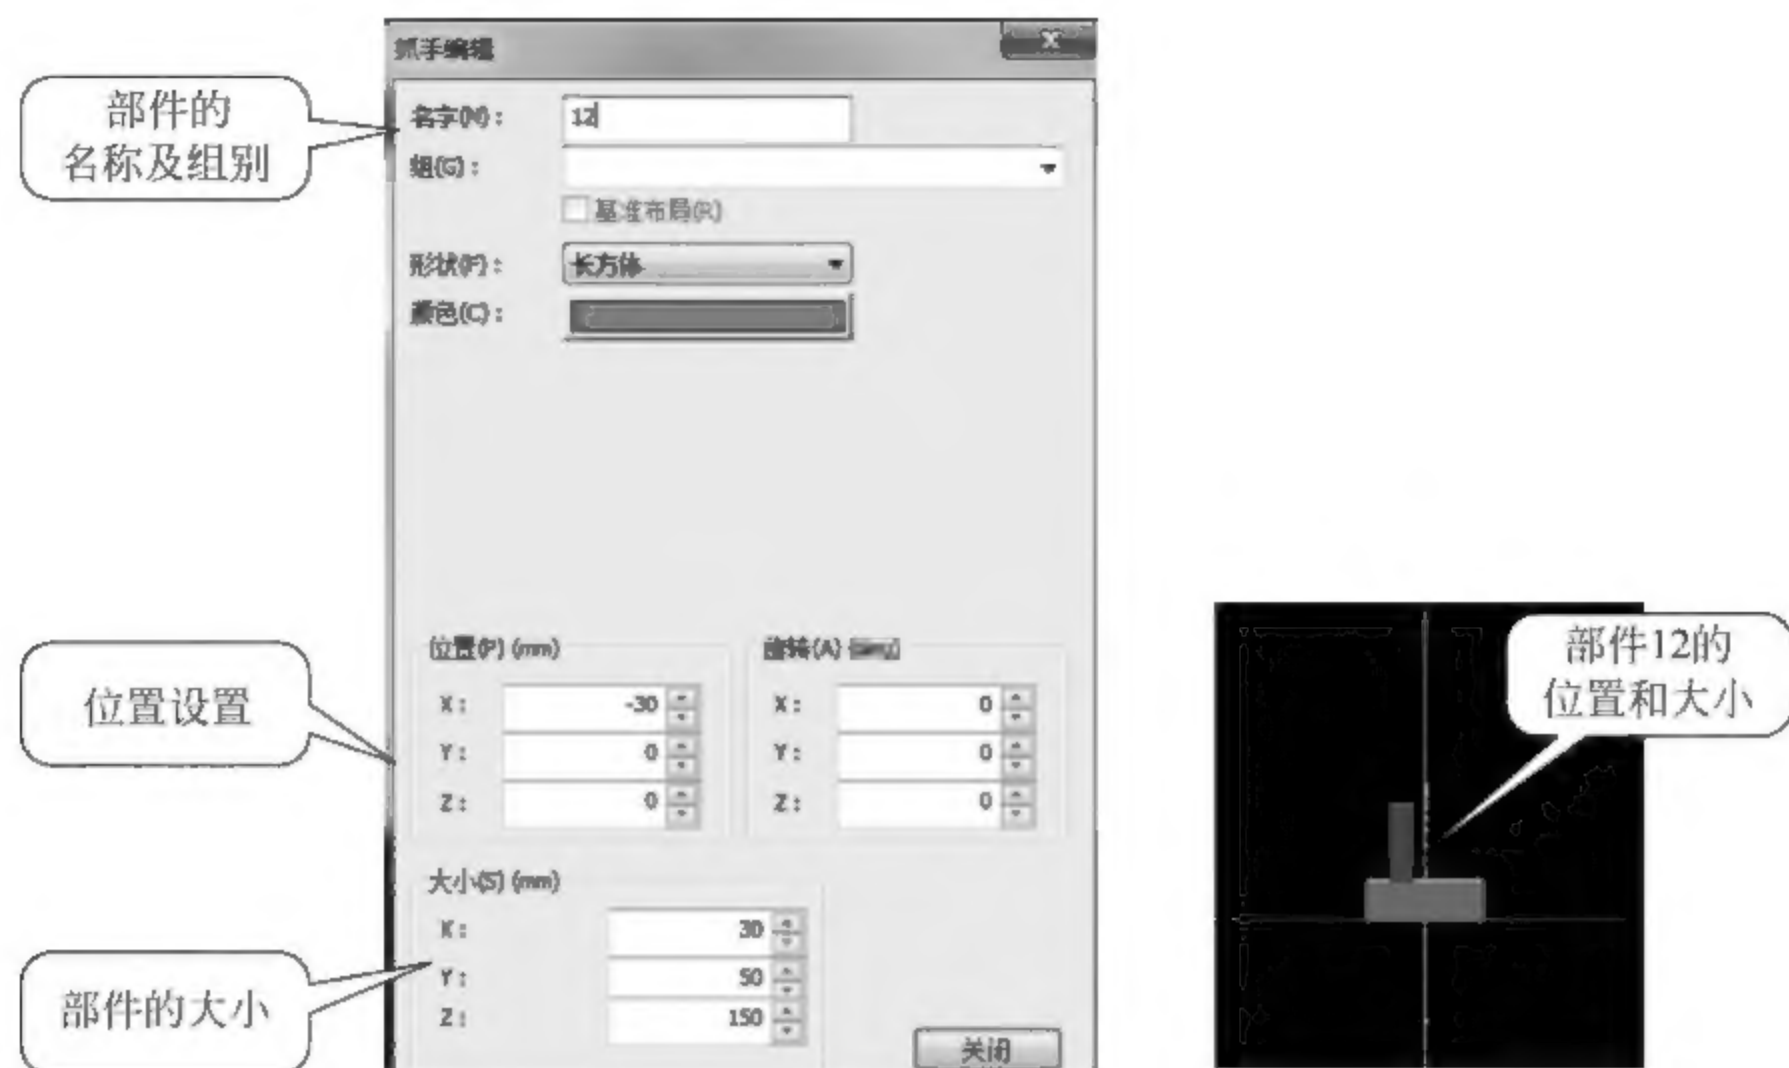 抓手编辑
X
部件的
名称及组别
名字(N)：
12
组(G)：
基准布局(R)
形状(F)：
长方体
颜色(C)：
位置设置
位置(P) (mm)
X： -30
Y： 0
Z： 0
旋转(A)
X： 0
Y： 0
Z： 0
部件12的
位置和大小
部件的大小
大小(S) (mm)
X： 30
Y： 50
Z： 150
关闭